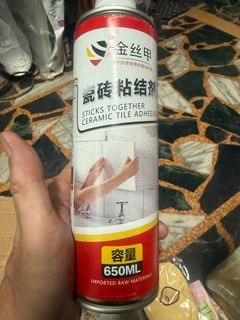 金丝甲
瓷砖粘结剂
STICKS TOGETHER
CERAMIC TILE ADHESIVE
容量
650ML
IMPORTED RAW MATERIALS